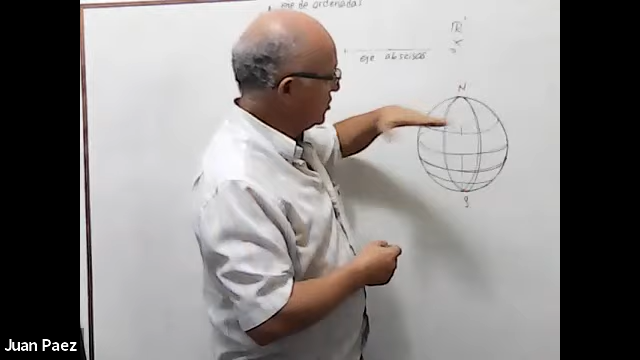 eje de ordenadas
eje abscisas
N
S
Juan Paez